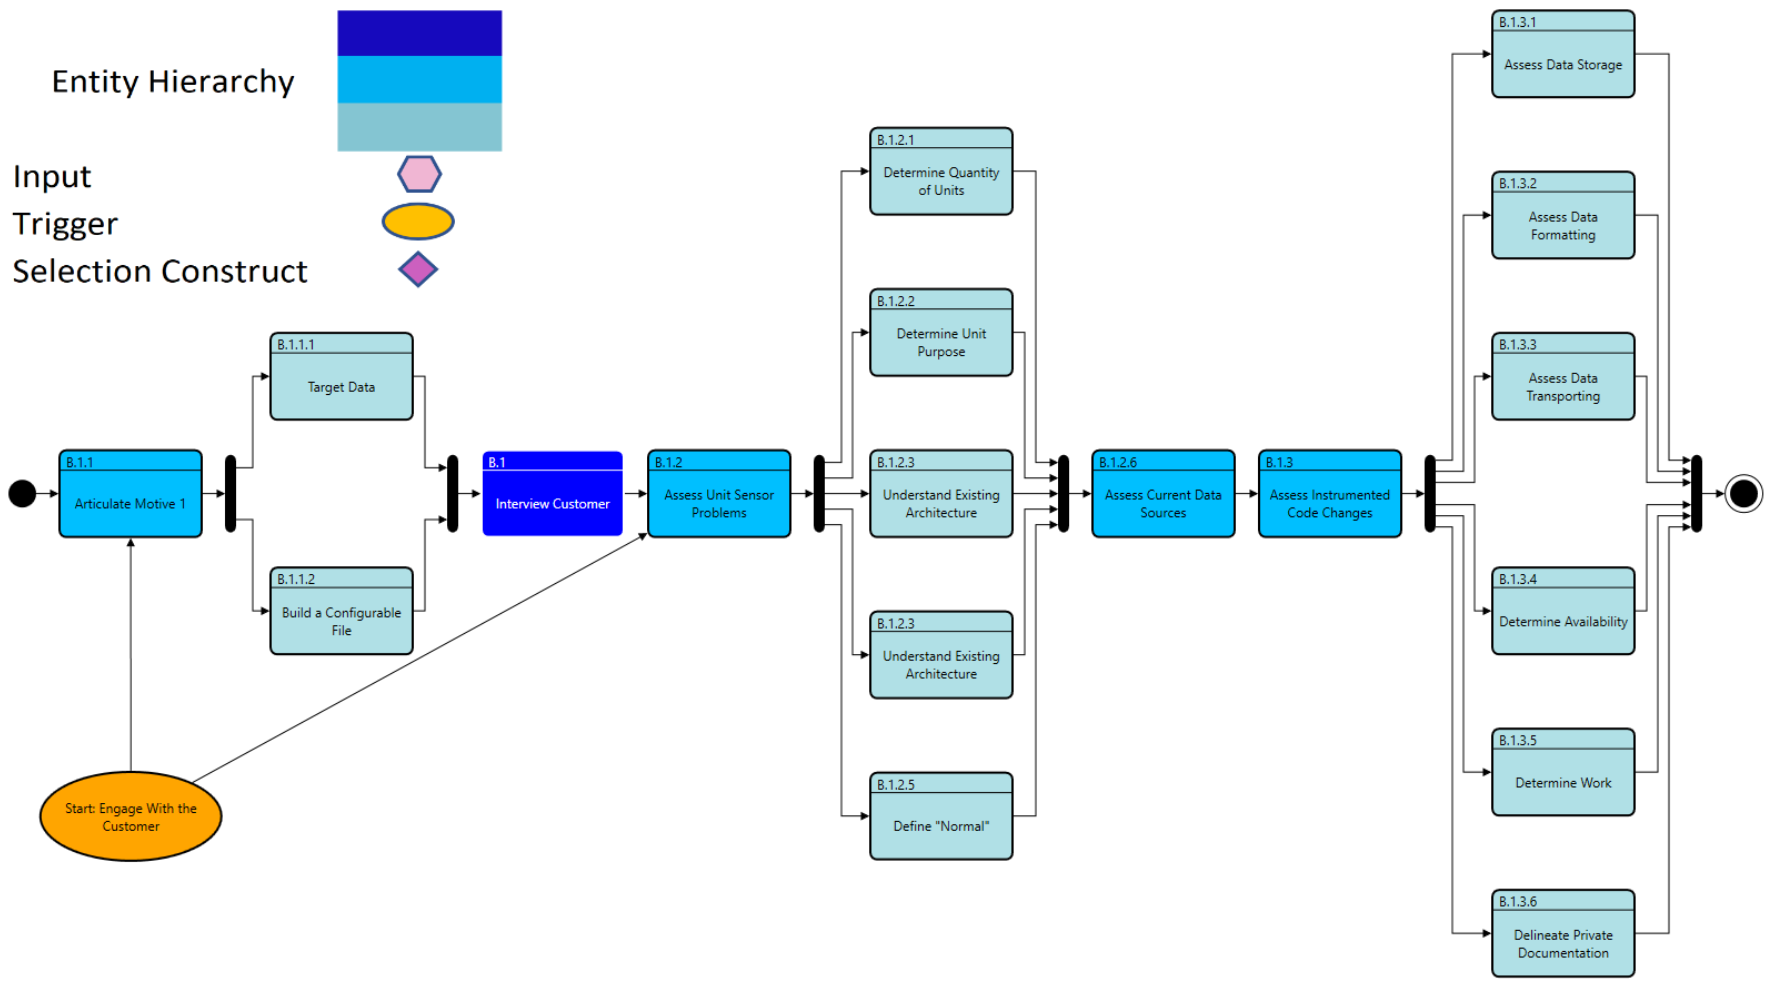 Entity Hierarchy
Input
Trigger
Selection Construct
B.1.1
Articulate Motive 1
Start: Engage With the
Customer
B.1.1.1
Target Data
B.1.1.2
Build a Configurable
File
B.1
Interview Customer
B.1.2
Assess Unit Sensor
Problems
B.1.2.1
Determine Quantity
of Units
B.1.2.2
Determine Unit
Purpose
B.1.2.3
Understand Existing
Architecture
B.1.2.3
Understand Existing
Architecture
B.1.2.5
Define "Normal"
B.1.2.6
Assess Current Data
Sources
B.1.3
Assess Instrumented
Code Changes
B.1.3.1
Assess Data Storage
B.1.3.2
Assess Data
Formatting
B.1.3.3
Assess Data
Transporting
B.1.3.4
Determine Availability
B.1.3.5
Determine Work
B.1.3.6
Delineate Private
Documentation